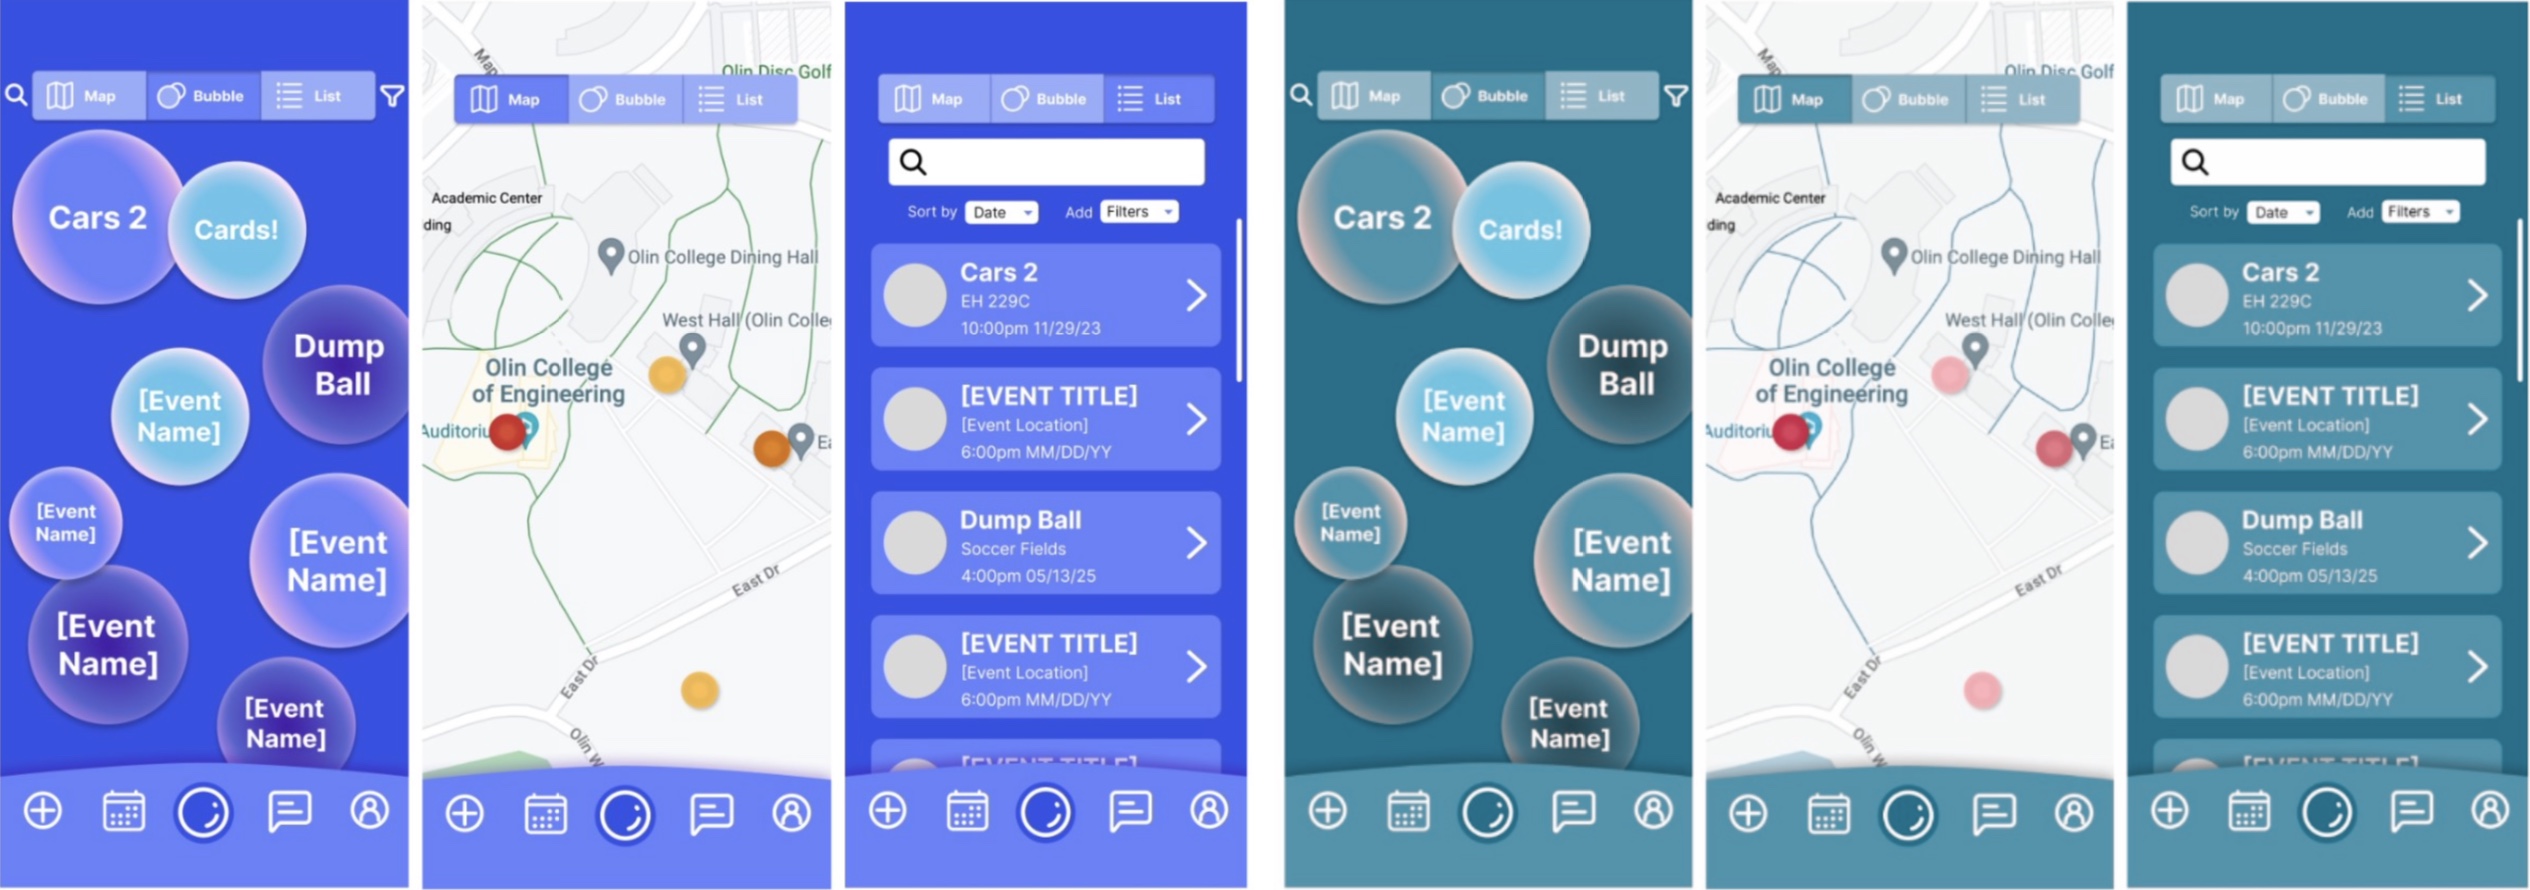 Map
Bubble
List
Cars 2
Cards!
Dump
Ball
[Event
Name]
[Event
Name]
[Event
Name]
[Event
Name]
[Event
Name]
Map
Olin Disc Golf
Map
Bubble
List
Academic Center
ding
Olin College Dining Hall
West Hall (Olin Colle
Olin College
of Engineering
Auditoriu
Ea
East Dr
East Dr
Olin W
Map
Bubble
List
Sort by
Date
Add
Filters
Cars 2
EH 229C
10:00pm 11/29/23
[EVENT TITLE]
[Event Location]
6:00pm MM/DD/YY
Dump Ball
Soccer Fields
4:00pm 05/13/25
[EVENT TITLE]
[Event Location]
6:00pm MM/DD/YY
[EVENT TITLE]
Map
Bubble
List
Cars 2
Cards!
Dump
Ball
[Event
Name]
[Event
Name]
[Event
Name]
[Event
Name]
[Event
Name]
Map
Olin Disc Golf
Map
Bubble
List
Academic Center
ding
Olin College Dining Hall
West Hall (Olin Colle
Olin College
of Engineering
Auditoriu
Ea
East Dr
East Dr
Olin W
Map
Bubble
List
Sort by
Date
Add
Filters
Cars 2
EH 229C
10:00pm 11/29/23
[EVENT TITLE]
[Event Location]
6:00pm MM/DD/YY
Dump Ball
Soccer Fields
4:00pm 05/13/25
[EVENT TITLE]
[Event Location]
6:00pm MM/DD/YY
[EVENT TITLE]